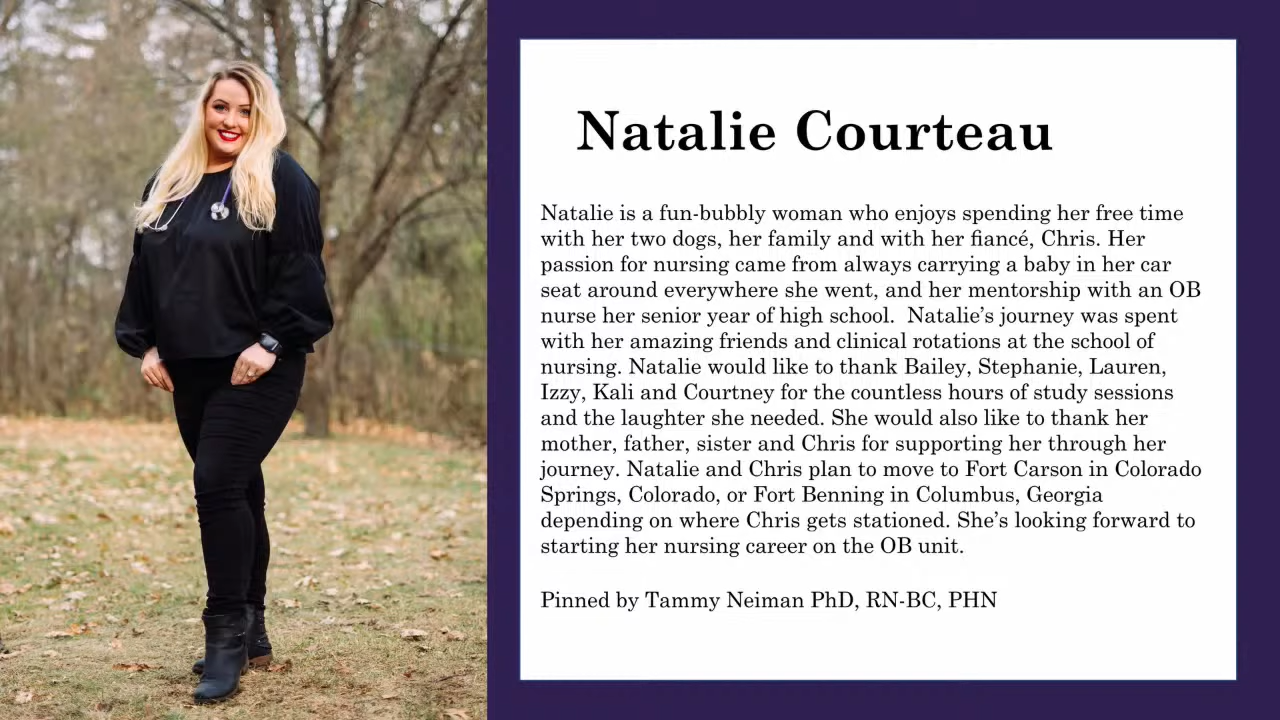 Natalie Courteau
Natalie is a fun-bubbly woman who enjoys spending her free time
with her two dogs, her family and with her fiancé, Chris. Her
passion for nursing came from always carrying a baby in her car
seat around everywhere she went, and her mentorship with an OB
nurse her senior year of high school.  Natalie’s journey was spent
with her amazing friends and clinical rotations at the school of
nursing. Natalie would like to thank Bailey, Stephanie, Lauren,
Izzy, Kali and Courtney for the countless hours of study sessions
and the laughter she needed. She would also like to thank her
mother, father, sister and Chris for supporting her through her
journey. Natalie and Chris plan to move to Fort Carson in Colorado
Springs, Colorado, or Fort Benning in Columbus, Georgia
depending on where Chris gets stationed. She’s looking forward to
starting her nursing career on the OB unit.
Pinned by Tammy Neiman PhD, RN-BC, PHN